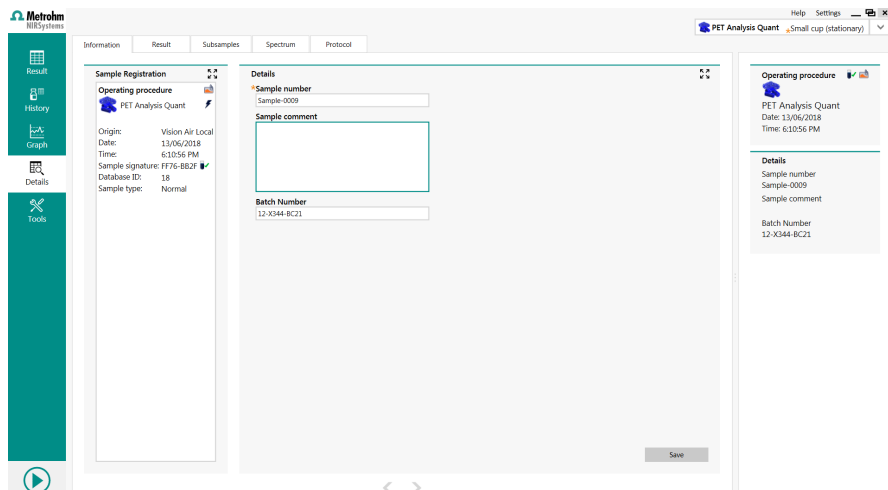 Metrohm
NIRSystems
Help Settings
PET Analysis Quant *Small cup (stationary)
Result
History
Graph
Details
Tools
Information Result Subsamples Spectrum Protocol
Sample Registration
Operating procedure
PET Analysis Quant
Origin: Vision Air Local
Date: 13/06/2018
Time: 6:10:56 PM
Sample signature: FF76-BB2F
Database ID: 18
Sample type: Normal
Details
*Sample number
Sample-0009
Sample comment
Batch Number
12-X344-BC21
Save
Operating procedure
PET Analysis Quant
Date: 13/06/2018
Time: 6:10:56 PM
Details
Sample number
Sample-0009
Sample comment
Batch Number
12-X344-BC21